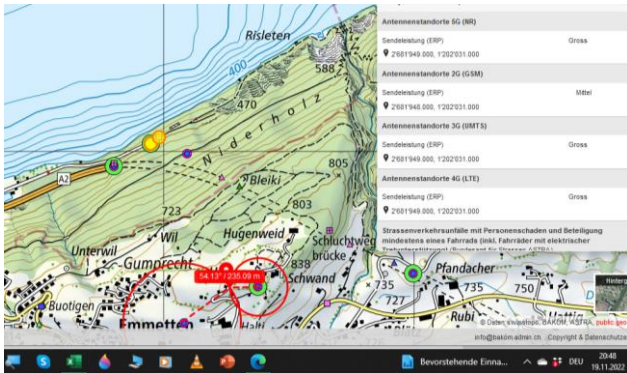 Risleten
400
588
470
Niderholz
A2
Bleiki
805
803
723
Wil
Hugenweid
Unterwil
Gumprecht
Schluchtweg
brücke
838
Schwand
54.13° / 235.09 m
Buotigen
Emmette
Halti
Pfandacher
735
727
735
750
Rubi
Hattig
Antennenstandorte 5G (NR)
Sendeleistung (ERP) Gross
2'681'949.000, 1'202'031.000
Antennenstandorte 2G (GSM)
Sendeleistung (ERP) Mittel
2'681'948.000, 1'202'031.000
Antennenstandorte 3G (UMTS)
Sendeleistung (ERP) Gross
2'681'949.000, 1'202'031.000
Antennenstandorte 4G (LTE)
Sendeleistung (ERP) Gross
2'681'949.000, 1'202'031.000
Strassenverkehrsunfälle mit Personenschaden und Beteiligung
mindestens eines Fahrrads (inkl. Fahrräder mit elektrischer
Hinterg
© Daten: swisstopo, BAKOM, ASTRA, public.geo
info@bakom.admin.ch Copyright & Datenschutze
Bevorstehende Einna... DEU 20:48
19.11.2022